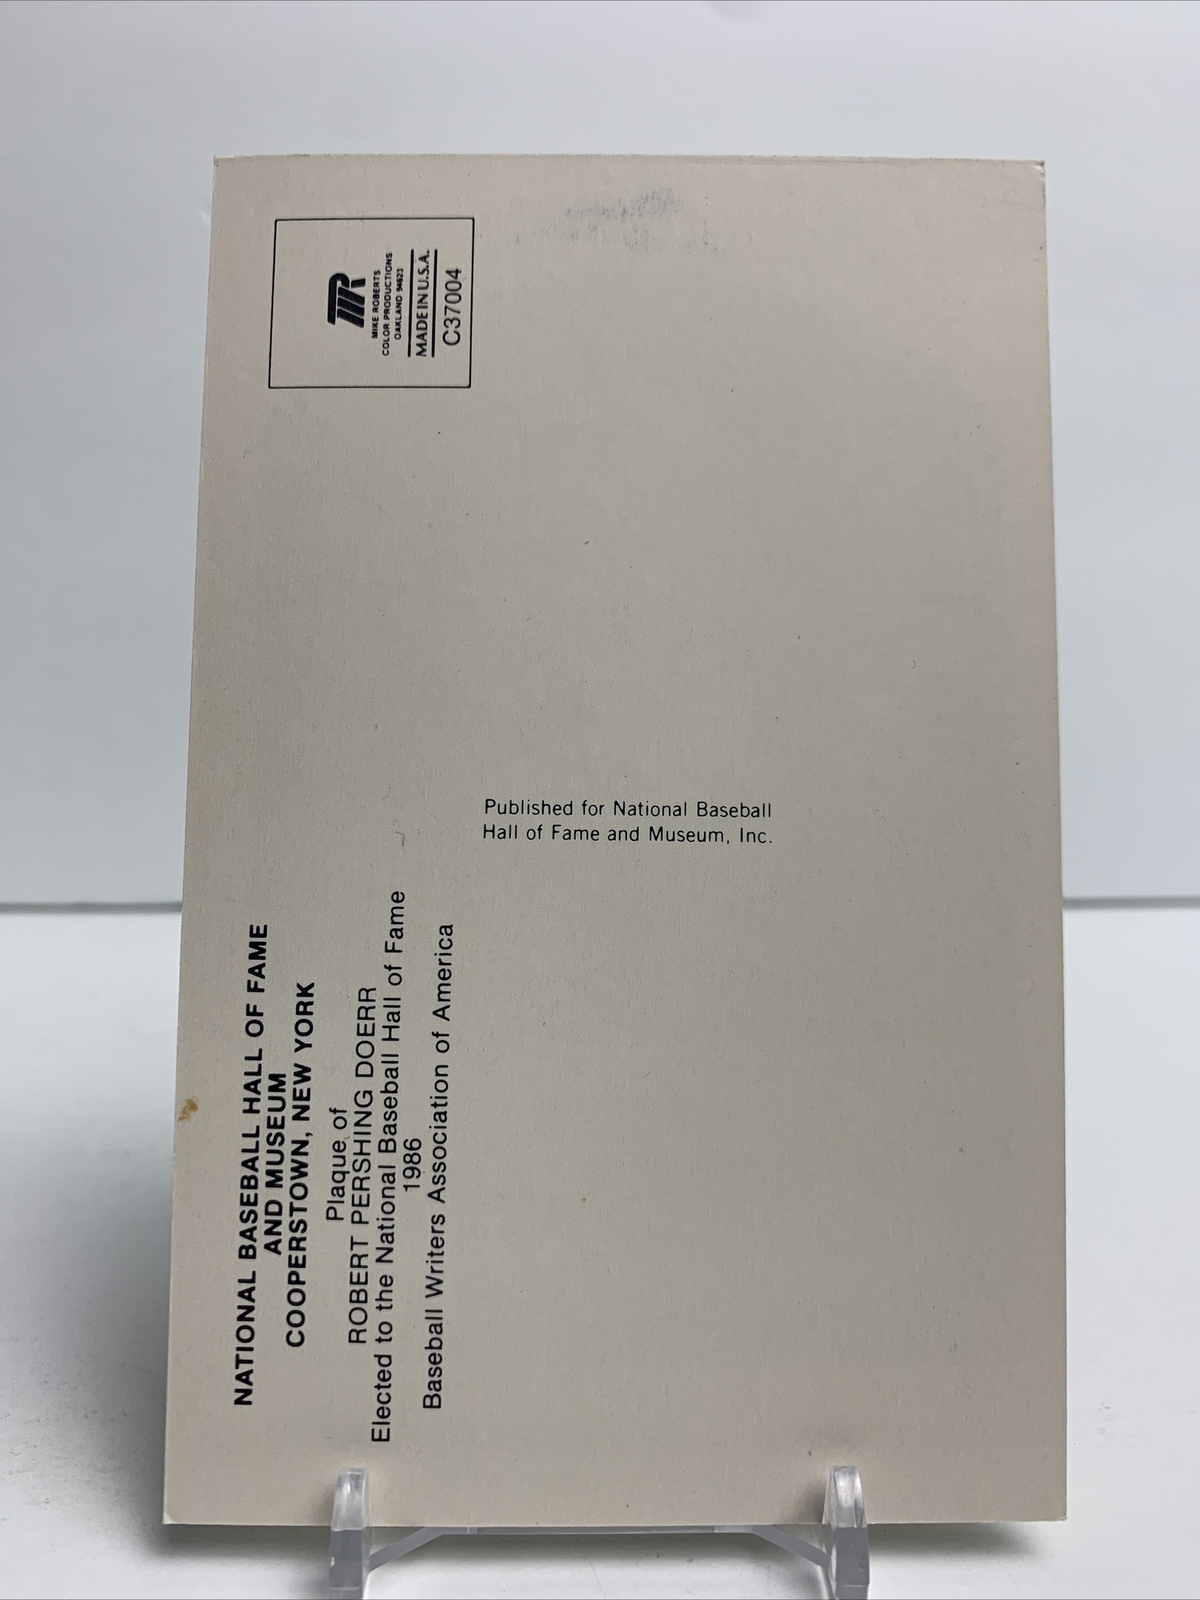 NATIONAL BASEBALL HALL OF FAME
AND MUSEUM
COOPERSTOWN, NEW YORK
Plaque of
ROBERT PERSHING DOERR
Elected to the National Baseball Hall of Fame
1986
Baseball Writers Association of America
MIKE ROBERTS
COLOR PRODUCTIONS
OAKLAND 94623
MADE IN U.S.A.
C37004
Published for National Baseball
Hall of Fame and Museum, Inc.